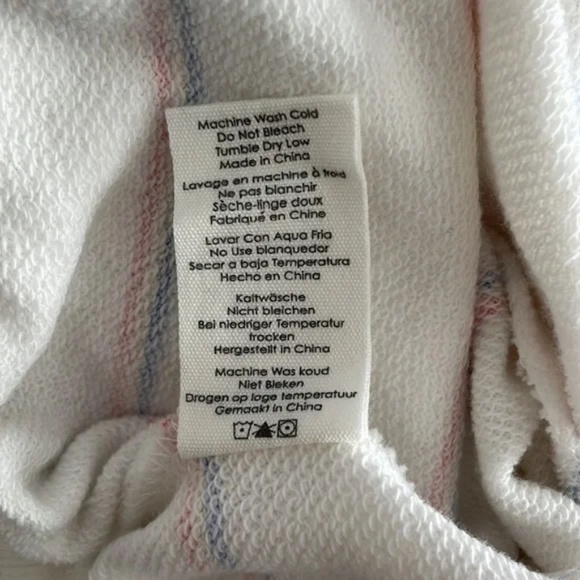 Machine Wash Cold
Do Not Bleach
Tumble Dry Low
Made in China
Lavage en machine à froid
Ne pas blanchir
Sèche-linge doux
Fabriqué en Chine
Lavar Con Aqua Fria
No Use blanquedor
Secar a baja Temperatura
Hecho en China
Kaltwäsche
Nicht bleichen
Bei niedriger Temperatur
trocken
Hergestellt in China
Machine Was koud
Niet Bleken
Drogen op lage temperatuur
Gemaakt in China